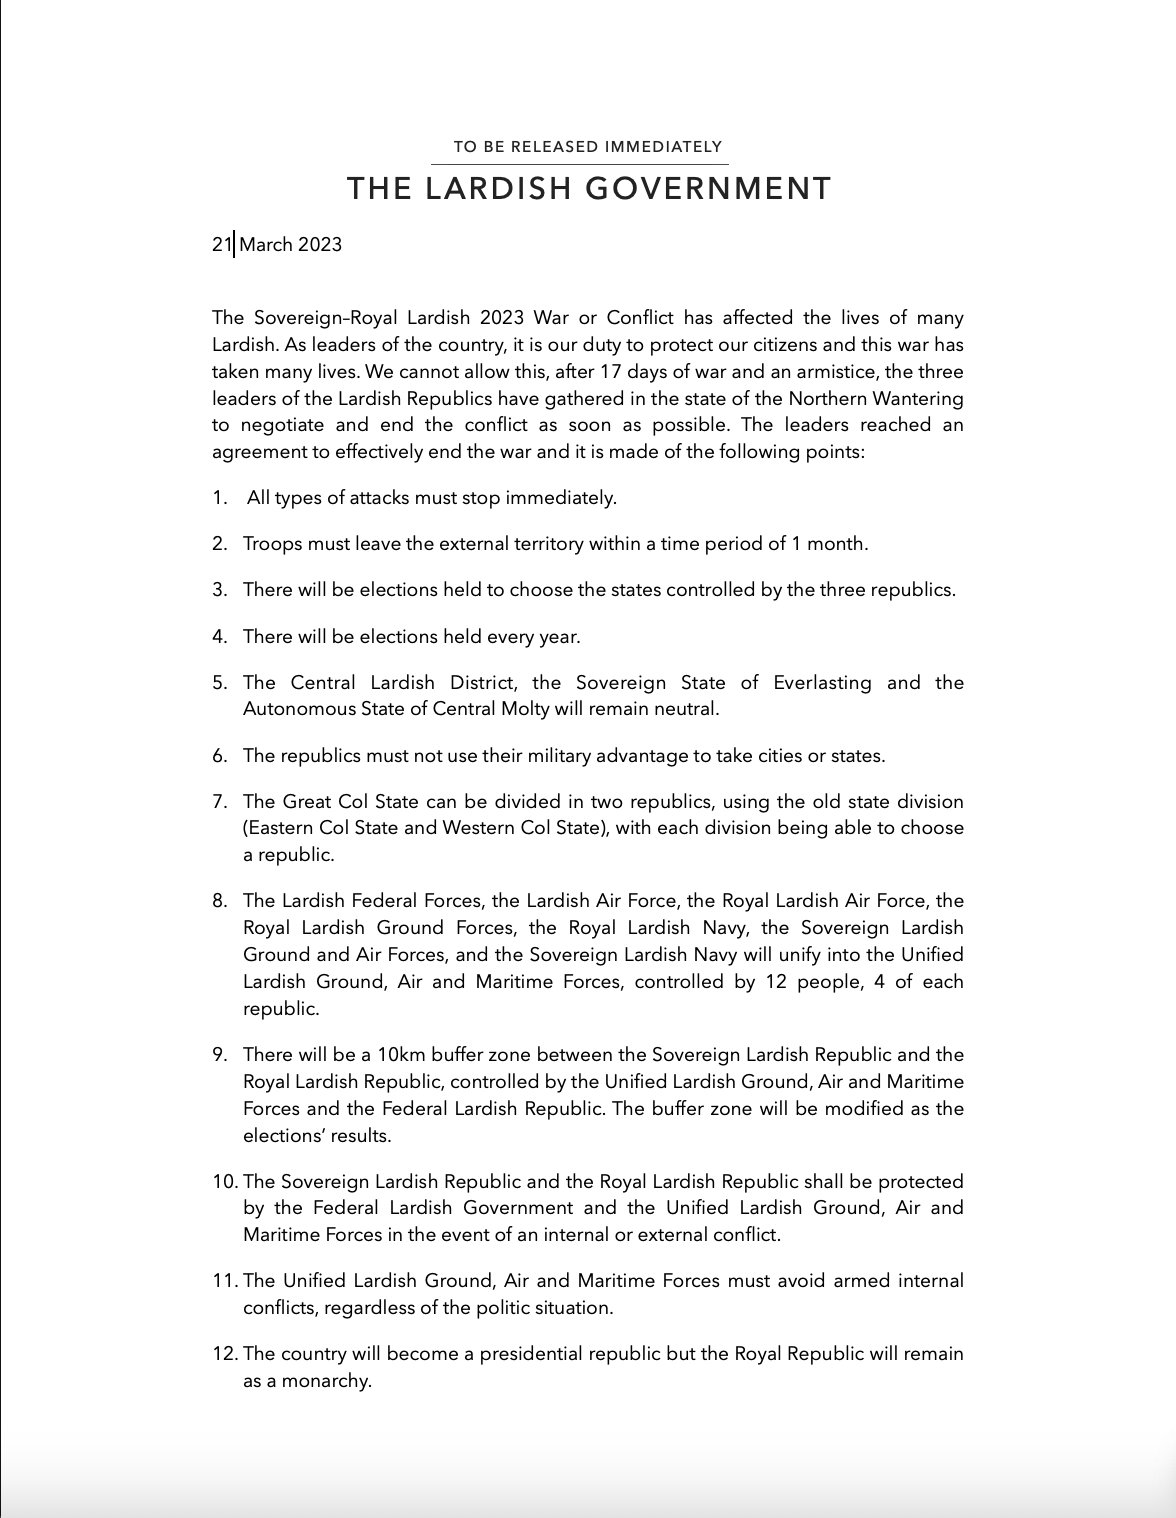 TO BE RELEASED IMMEDIATELY
THE LARDISH GOVERNMENT
21 March 2023
The Sovereign–Royal Lardish 2023 War or Conflict has affected the lives of many
Lardish. As leaders of the country, it is our duty to protect our citizens and this war has
taken many lives. We cannot allow this, after 17 days of war and an armistice, the three
leaders of the Lardish Republics have gathered in the state of the Northern Wantering
to negotiate and end the conflict as soon as possible. The leaders reached an
agreement to effectively end the war and it is made of the following points:
1. All types of attacks must stop immediately.
2. Troops must leave the external territory within a time period of 1 month.
3. There will be elections held to choose the states controlled by the three republics.
4. There will be elections held every year.
5. The Central Lardish District, the Sovereign State of Everlasting and the
Autonomous State of Central Molty will remain neutral.
6. The republics must not use their military advantage to take cities or states.
7. The Great Col State can be divided in two republics, using the old state division
(Eastern Col State and Western Col State), with each division being able to choose
a republic.
8. The Lardish Federal Forces, the Lardish Air Force, the Royal Lardish Air Force, the
Royal Lardish Ground Forces, the Royal Lardish Navy, the Sovereign Lardish
Ground and Air Forces, and the Sovereign Lardish Navy will unify into the Unified
Lardish Ground, Air and Maritime Forces, controlled by 12 people, 4 of each
republic.
9. There will be a 10km buffer zone between the Sovereign Lardish Republic and the
Royal Lardish Republic, controlled by the Unified Lardish Ground, Air and Maritime
Forces and the Federal Lardish Republic. The buffer zone will be modified as the
elections’ results.
10. The Sovereign Lardish Republic and the Royal Lardish Republic shall be protected
by the Federal Lardish Government and the Unified Lardish Ground, Air and
Maritime Forces in the event of an internal or external conflict.
11. The Unified Lardish Ground, Air and Maritime Forces must avoid armed internal
conflicts, regardless of the politic situation.
12. The country will become a presidential republic but the Royal Republic will remain
as a monarchy.